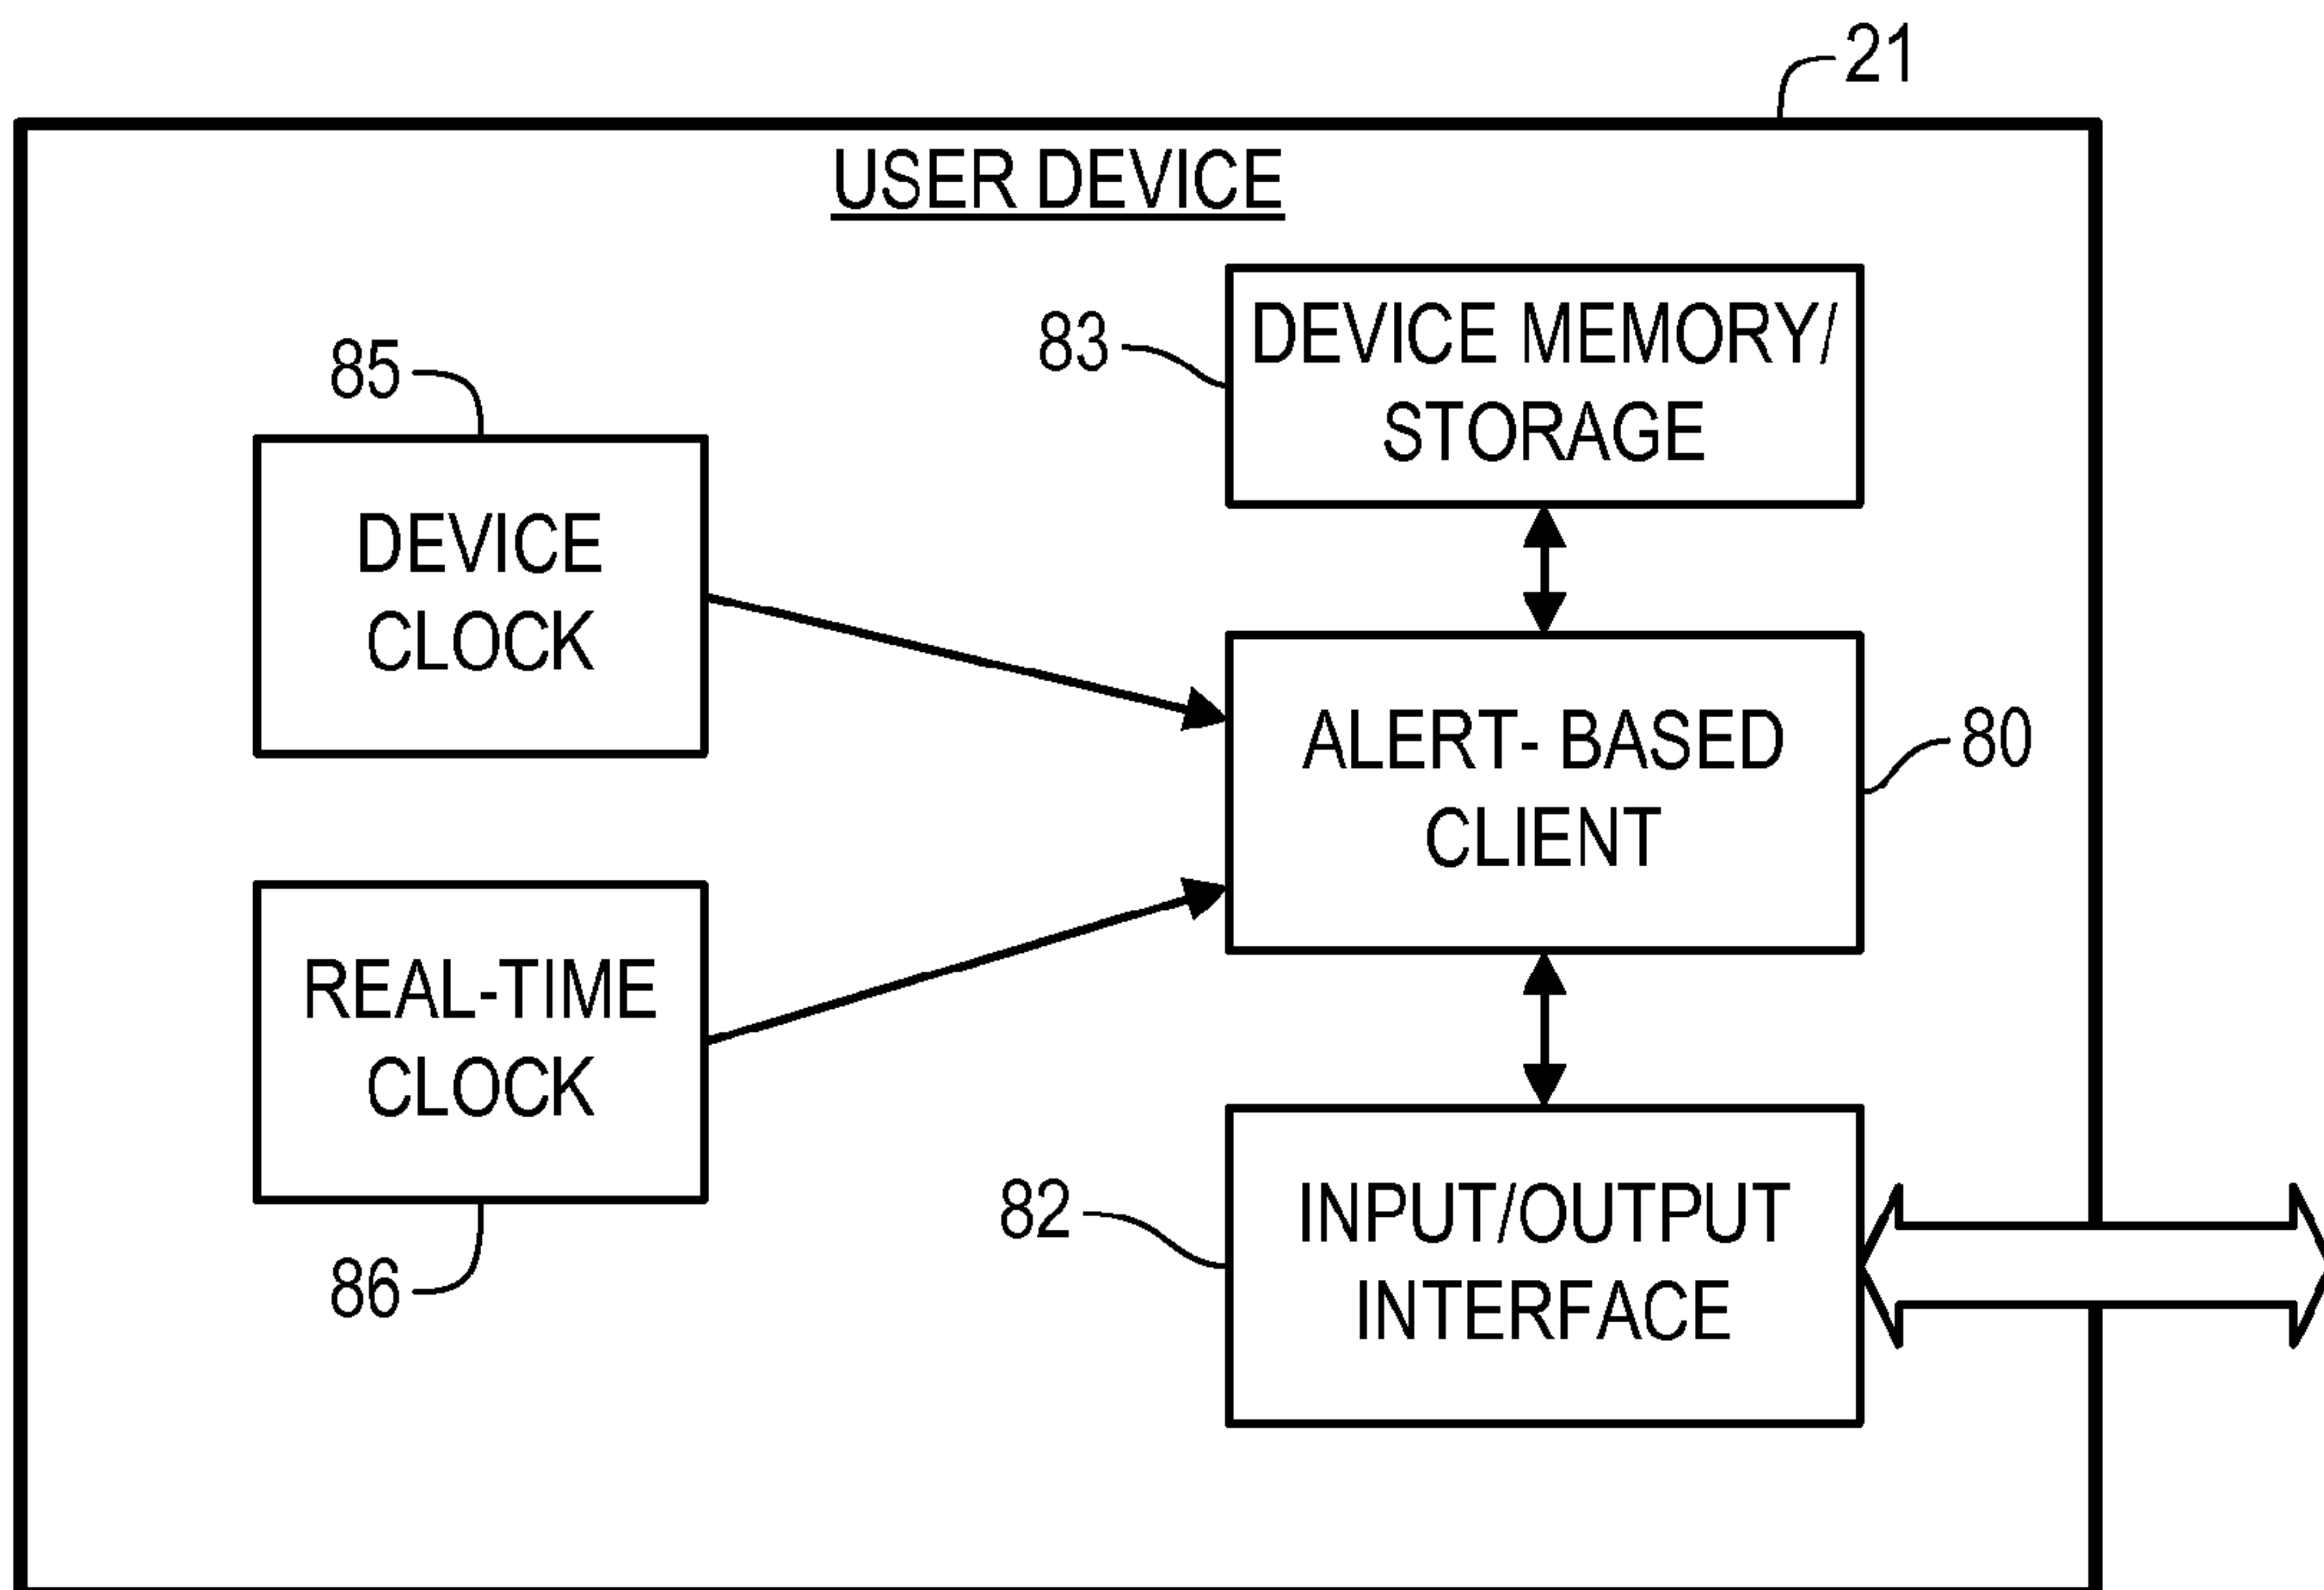 21
USER DEVICE
83
DEVICE MEMORY/
STORAGE
85
DEVICE
CLOCK
ALERT- BASED
CLIENT
80
REAL-TIME
CLOCK
86
82
INPUT/OUTPUT
INTERFACE